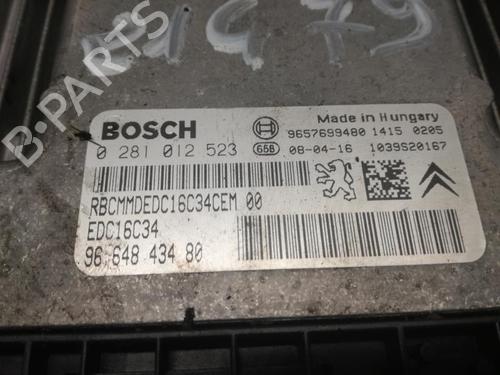 B-PARTS
BOSCH
Made in Hungary
9657699480 1415 0205
0 281 012 523 66B 08-04-16 1039S20167
RBCMMDEDC16C34CEM 00
EDC16C34
96 648 434 80